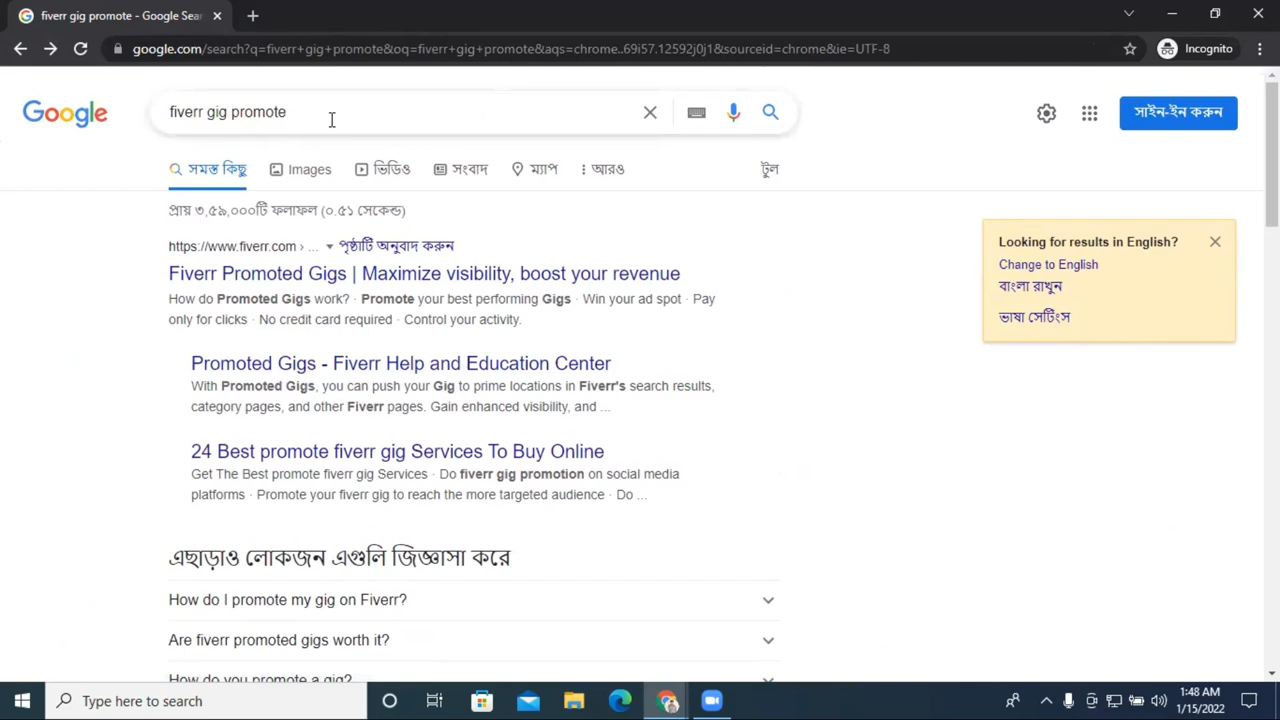 fiverr gig promote - Google Sea
google.com/search?q=fiverr+gig+promote&oq=fiverr+gig+promote&aqs=chrome..69i57.12592j0j1&sourceid=chrome&ie=UTF-8
Incognito
Google
fiverr gig promote
সাইন-ইন করুন
সমস্ত কিছু
Images
ভিডিও
সংবাদ
ম্যাপ
আরও
টুল
প্রায় ৩,৫৯,০০০টি ফলাফল (০.৫১ সেকেন্ড)
https://www.fiverr.com › ... পৃষ্ঠাটি অনুবাদ করুন
Fiverr Promoted Gigs | Maximize visibility, boost your revenue
How do Promoted Gigs work? · Promote your best performing Gigs · Win your ad spot · Pay
only for clicks · No credit card required · Control your activity.
Promoted Gigs - Fiverr Help and Education Center
With Promoted Gigs, you can push your Gig to prime locations in Fiverr's search results,
category pages, and other Fiverr pages. Gain enhanced visibility, and ...
24 Best promote fiverr gig Services To Buy Online
Get The Best promote fiverr gig Services · Do fiverr gig promotion on social media
platforms · Promote your fiverr gig to reach the more targeted audience · Do ...
এছাড়াও লোকজন এগুলি জিজ্ঞাসা করে
How do I promote my gig on Fiverr?
Are fiverr promoted gigs worth it?
How do you promote a gig?
Looking for results in English?
Change to English
বাংলা রাখুন
ভাষা সেটিংস
Type here to search
1:48 AM
1/15/2022